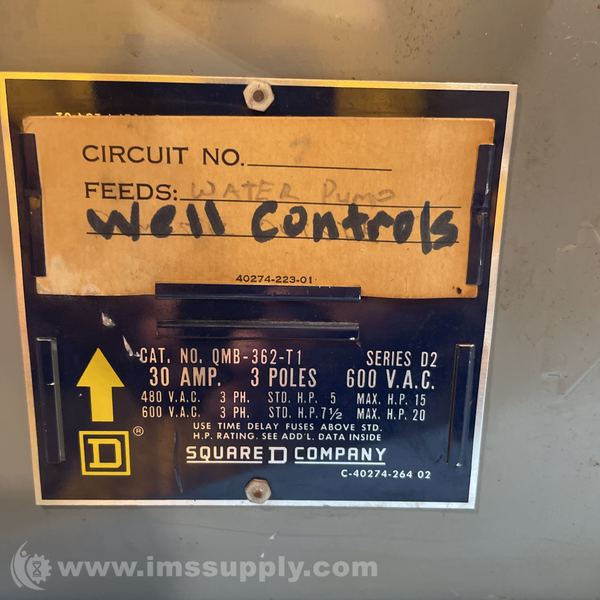 CIRCUIT NO. 7
FEEDS: WATER PUMP
Well Controls
40274-223-01
CAT. NO. QMB-362-T1 SERIES D2
30 AMP. 3 POLES 600 V.A.C.
480 V.A.C. 3 PH. STD. H.P. 5 MAX. H.P. 15
600 V.A.C. 3 PH. STD. H.P. 7½ MAX. H.P. 20
USE TIME DELAY FUSES ABOVE STD.
H.P. RATING. SEE ADD'L. DATA INSIDE
D ®
SQUARE D COMPANY
C-40274-264 02
www.imssupply.com